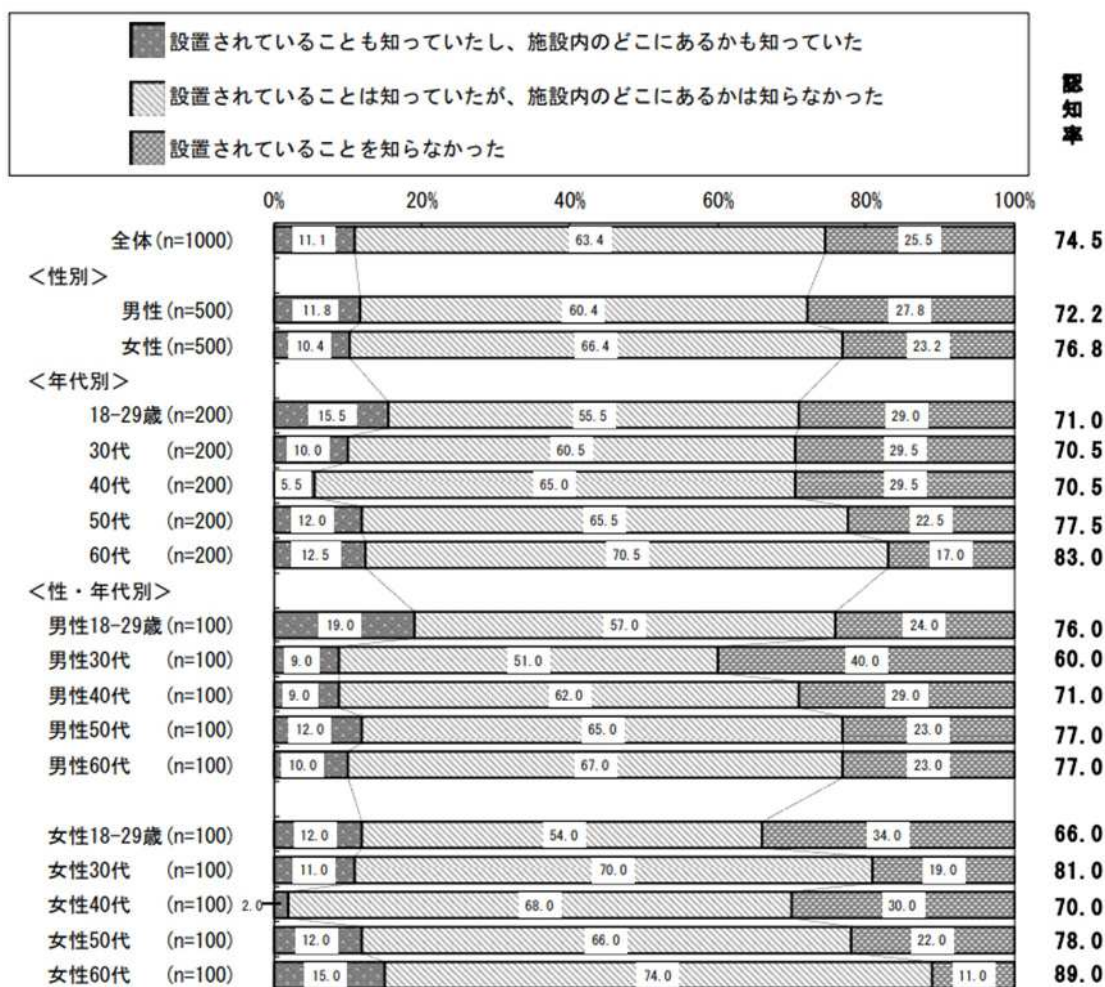 設置されていることも知っていたし、施設内のどこにあるかも知っていた
設置されていることは知っていたが、施設内のどこにあるかは知らなかった
設置されていることを知らなかった
認知率
0% 20% 40% 60% 80% 100%
全体(n=1000) 11.1 63.4 25.5 74.5
＜性別＞
男性(n=500) 11.8 60.4 27.8 72.2
女性(n=500) 10.4 66.4 23.2 76.8
＜年代別＞
18-29歳(n=200) 15.5 55.5 29.0 71.0
30代 (n=200) 10.0 60.5 29.5 70.5
40代 (n=200) 5.5 65.0 29.5 70.5
50代 (n=200) 12.0 65.5 22.5 77.5
60代 (n=200) 12.5 70.5 17.0 83.0
＜性・年代別＞
男性18-29歳(n=100) 19.0 57.0 24.0 76.0
男性30代 (n=100) 9.0 51.0 40.0 60.0
男性40代 (n=100) 9.0 62.0 29.0 71.0
男性50代 (n=100) 12.0 65.0 23.0 77.0
男性60代 (n=100) 10.0 67.0 23.0 77.0
女性18-29歳(n=100) 12.0 54.0 34.0 66.0
女性30代 (n=100) 11.0 70.0 19.0 81.0
女性40代 (n=100) 2.0 68.0 30.0 70.0
女性50代 (n=100) 12.0 66.0 22.0 78.0
女性60代 (n=100) 15.0 74.0 11.0 89.0